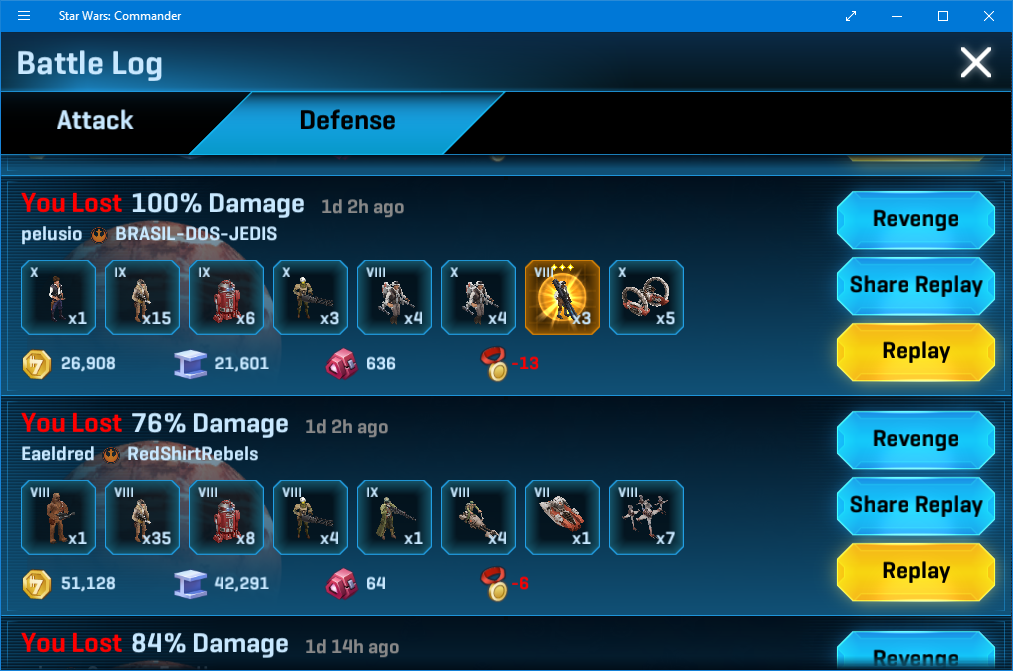 Star Wars: Commander
Battle Log
Attack Defense
You Lost 100% Damage 1d 2h ago
pelusio BRASIL-DOS-JEDIS
X x1 IX x15 IX x6 X x3 VIII x4 X x4 VIII x3 X x5
26,908 21,601 636 -13
Revenge
Share Replay
Replay
You Lost 76% Damage 1d 2h ago
Eaeldred RedShirtRebels
VIII x1 VIII x35 VIII x8 VIII x4 IX x1 VIII x4 VII x1 VIII x7
51,128 42,291 64 -6
Revenge
Share Replay
Replay
You Lost 84% Damage 1d 14h ago
Revenge